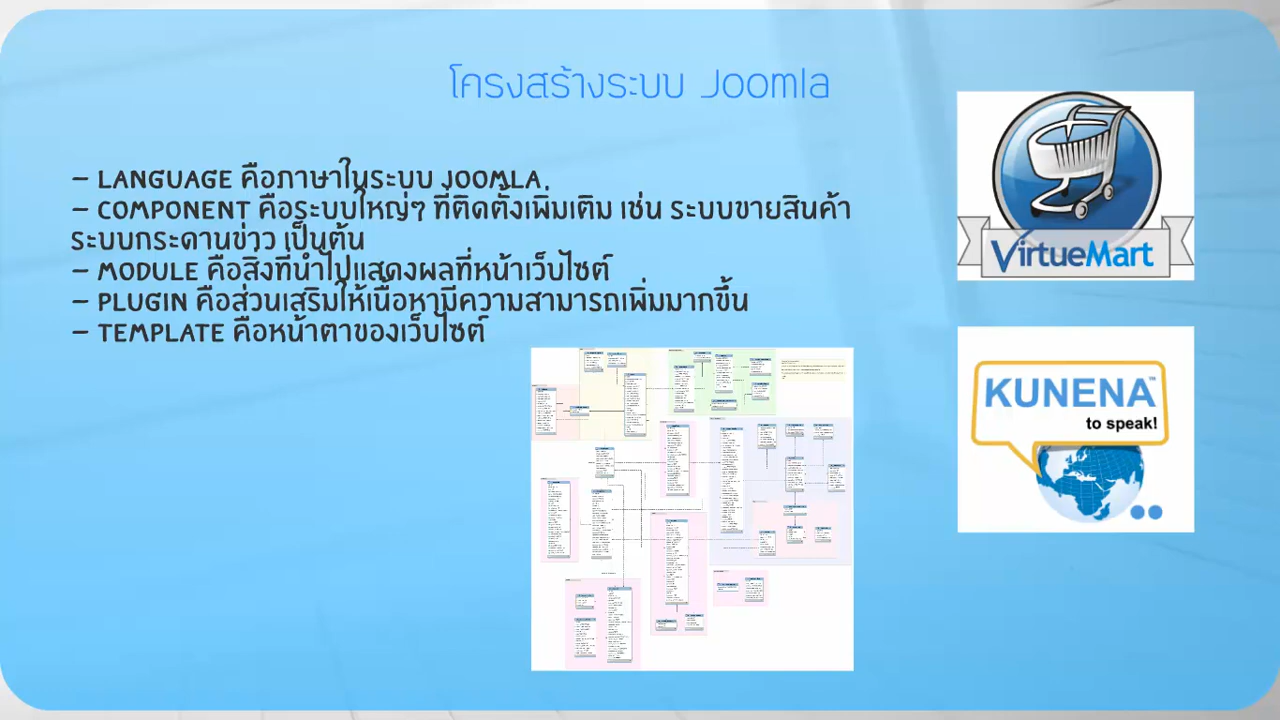 โครงสร้างระบบ Joomla
– LANGUAGE คือภาษาในระบบ JOOMLA
– COMPONENT คือระบบใหญ่ๆ ที่ติดตั้งเพิ่มเติม เช่น ระบบขายสินค้า
ระบบกระดานข่าว เป็นต้น
– MODULE คือสิ่งที่นำไปแสดงผลที่หน้าเว็บไซต์
– PLUGIN คือส่วนเสริมให้เนื้อหามีความสามารถเพิ่มมากขึ้น
– TEMPLATE คือหน้าตาของเว็บไซต์
VirtueMart
KUNENA™
to speak!